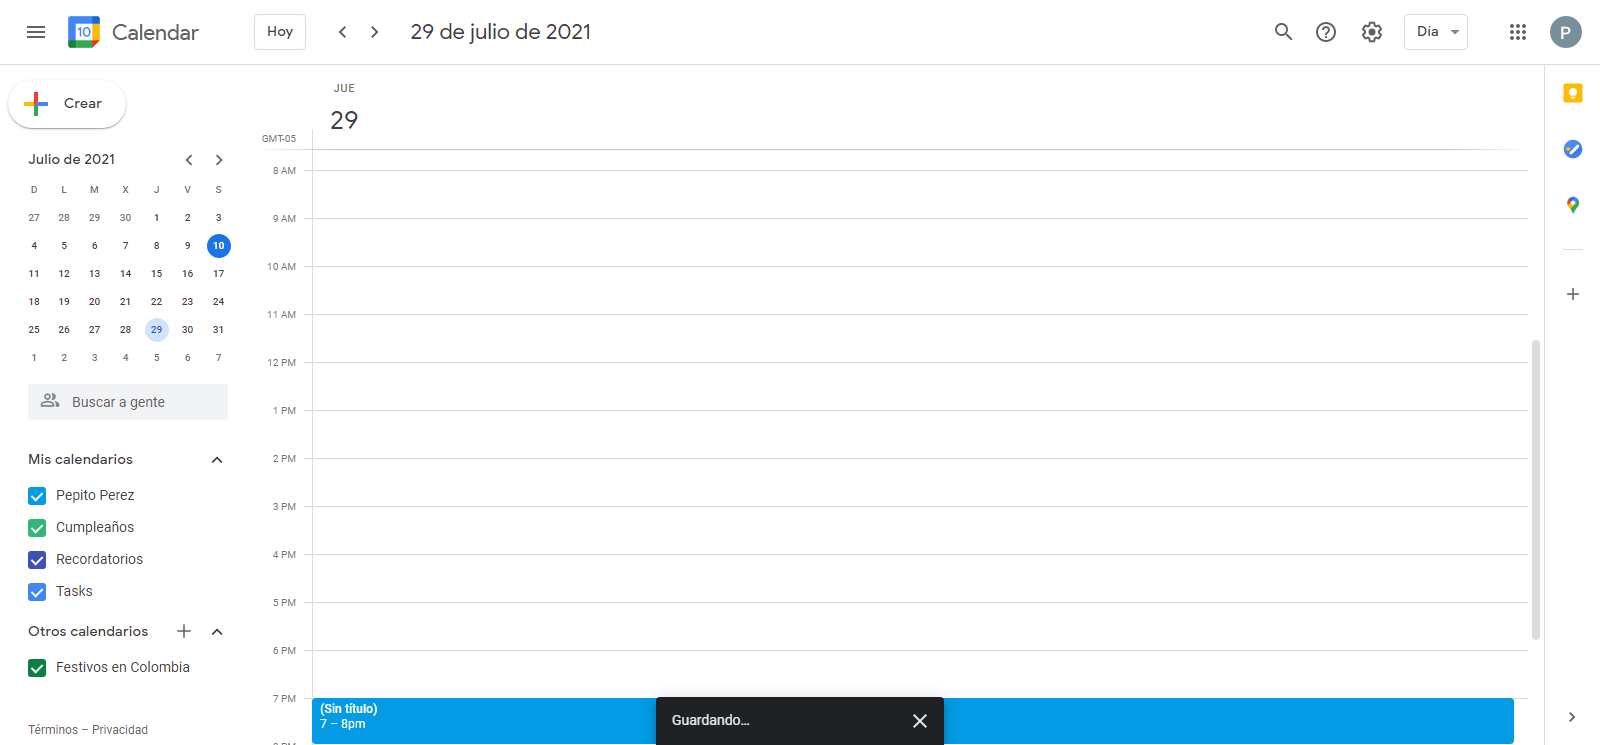 10 Calendar Hoy 29 de julio de 2021 Día P
Crear
Julio de 2021
D L M X J V S
27 28 29 30 1 2 3
4 5 6 7 8 9 10
11 12 13 14 15 16 17
18 19 20 21 22 23 24
25 26 27 28 29 30 31
1 2 3 4 5 6 7
Buscar a gente
Mis calendarios
Pepito Perez
Cumpleaños
Recordatorios
Tasks
Otros calendarios
Festivos en Colombia
Términos – Privacidad
JUE
29
GMT-05
8 AM
9 AM
10 AM
11 AM
12 PM
1 PM
2 PM
3 PM
4 PM
5 PM
6 PM
7 PM
(Sin título)
7 – 8pm
Guardando...